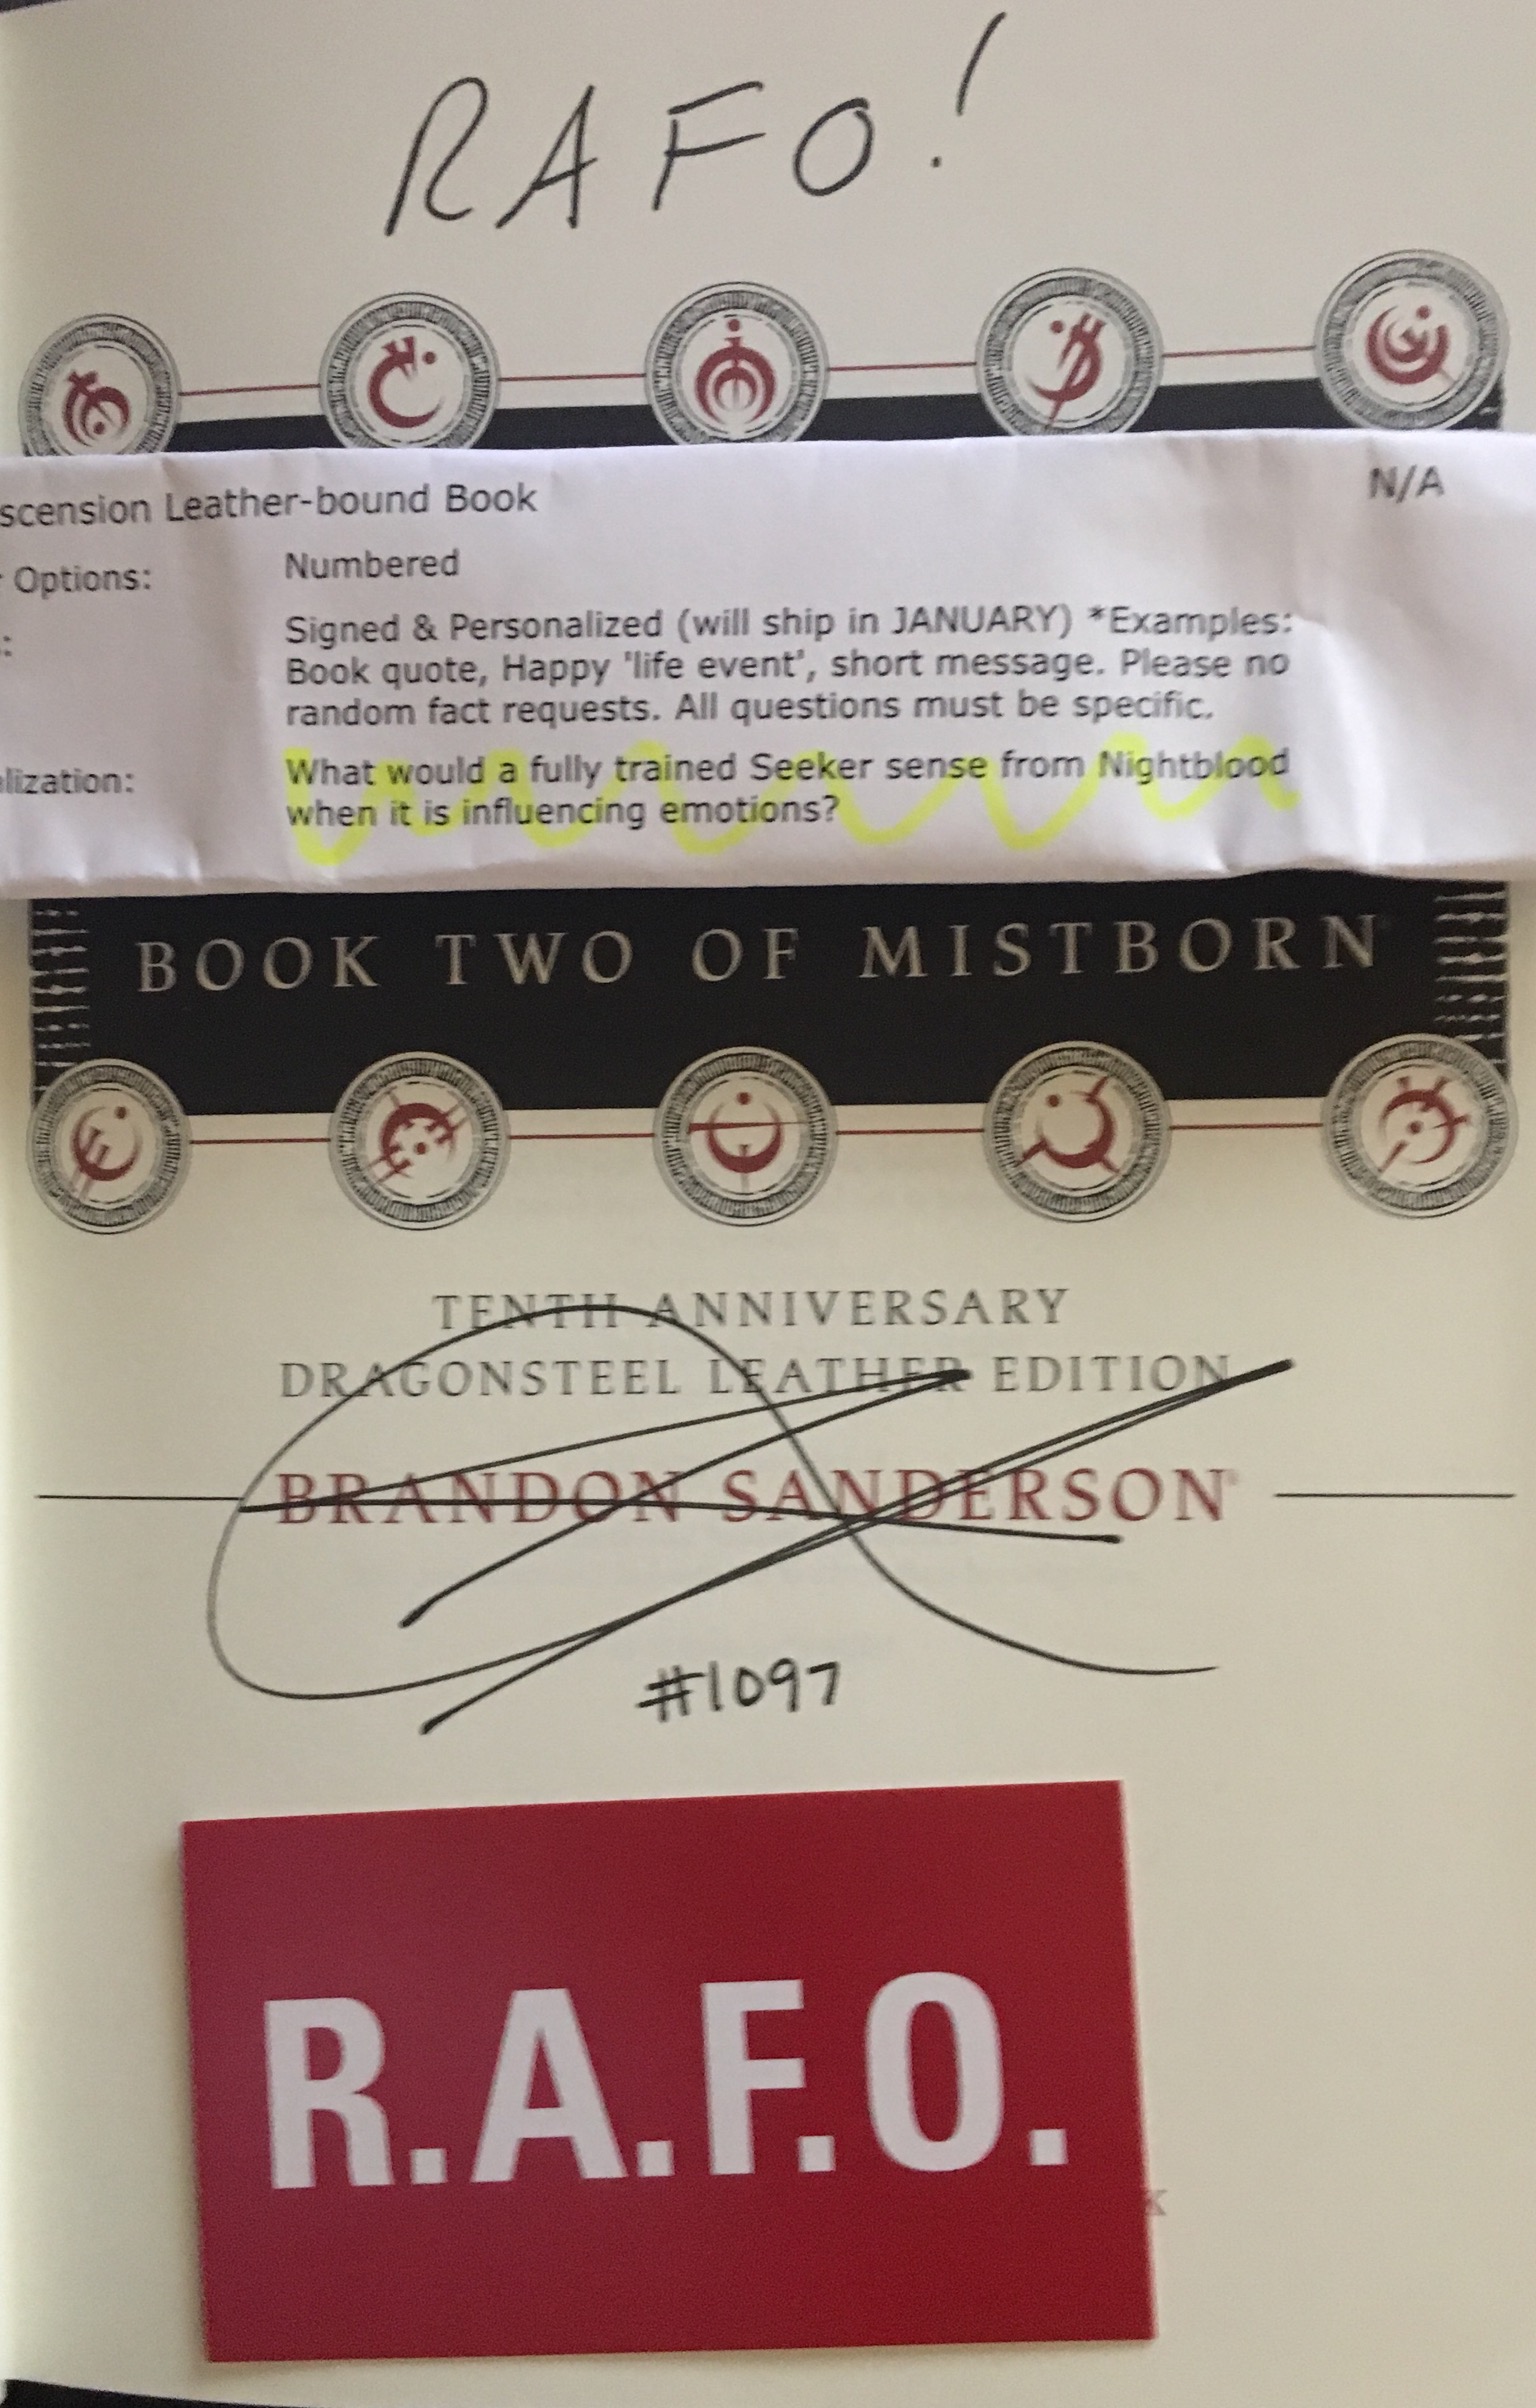 RAFO!
scension Leather-bound Book N/A
Options: Numbered
: Signed & Personalized (will ship in JANUARY) *Examples:
Book quote, Happy 'life event', short message. Please no
random fact requests. All questions must be specific.
lization: What would a fully trained Seeker sense from Nightblood
when it is influencing emotions?
BOOK TWO OF MISTBORN
TENTH ANNIVERSARY
DRAGONSTEEL LEATHER EDITION
BRANDON SANDERSON®
#1097
R.A.F.O.
K